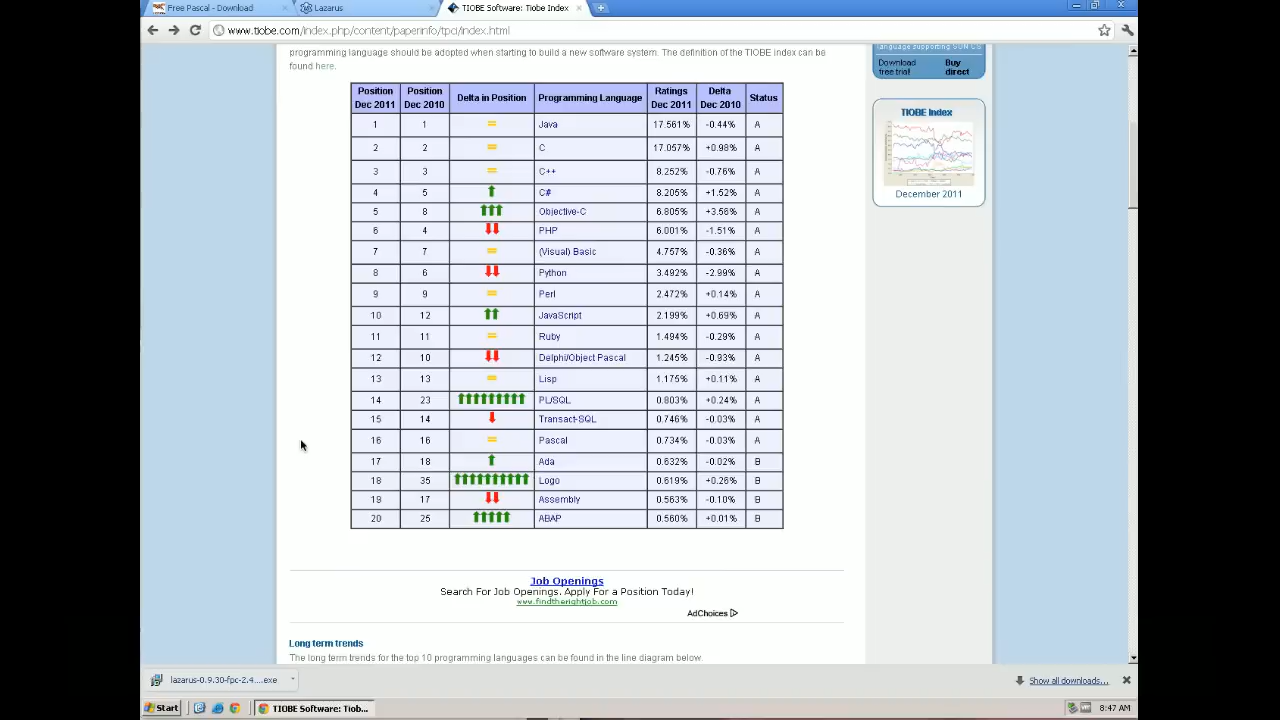 Free Pascal - Download
Lazarus
TIOBE Software: Tiobe Index
www.tiobe.com/index.php/content/paperinfo/tpci/index.html
programming language should be adopted when starting to build a new software system. The definition of the TIOBE index can be
found here.
language supporting
Download free trial!
Buy direct
TIOBE Index
December 2011
Position Dec 2011 Position Dec 2010 Delta in Position Programming Language Ratings Dec 2011 Delta Dec 2010 Status
1 1 = Java 17.561% -0.44% A
2 2 = C 17.057% +0.98% A
3 3 = C++ 8.252% -0.76% A
4 5 C# 8.205% +1.52% A
5 8 Objective-C 6.805% +3.56% A
6 4 PHP 6.001% -1.51% A
7 7 = (Visual) Basic 4.757% -0.36% A
8 6 Python 3.492% -2.99% A
9 9 = Perl 2.472% +0.14% A
10 12 JavaScript 2.199% +0.69% A
11 11 = Ruby 1.494% -0.29% A
12 10 Delphi/Object Pascal 1.245% -0.93% A
13 13 = Lisp 1.175% +0.11% A
14 23 PL/SQL 0.803% +0.24% A
15 14 Transact-SQL 0.746% -0.03% A
16 16 = Pascal 0.734% -0.03% A
17 18 Ada 0.632% -0.02% B
18 35 Logo 0.619% +0.26% B
19 17 Assembly 0.563% -0.10% B
20 25 ABAP 0.560% +0.01% B
Job Openings
Search For Job Openings. Apply For a Position Today!
www.findtherightjob.com
AdChoices
Long term trends
The long term trends for the top 10 programming languages can be found in the line diagram below.
lazarus-0.9.30-fpc-2.4....exe
Show all downloads...
Start
TIOBE Software: Tiob...
8:47 AM